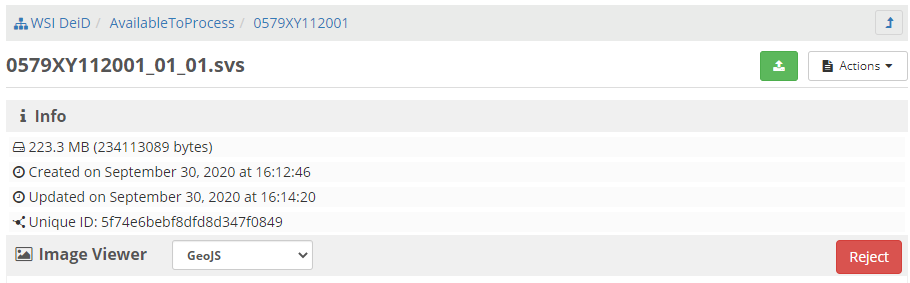 WSI DeiD / AvailableToProcess / 0579XY112001
0579XY112001_01_01.svs
Actions
Info
223.3 MB (234113089 bytes)
Created on September 30, 2020 at 16:12:46
Updated on September 30, 2020 at 16:14:20
Unique ID: 5f74e6bebf8dfd8d347f0849
Image Viewer GeoJS Reject